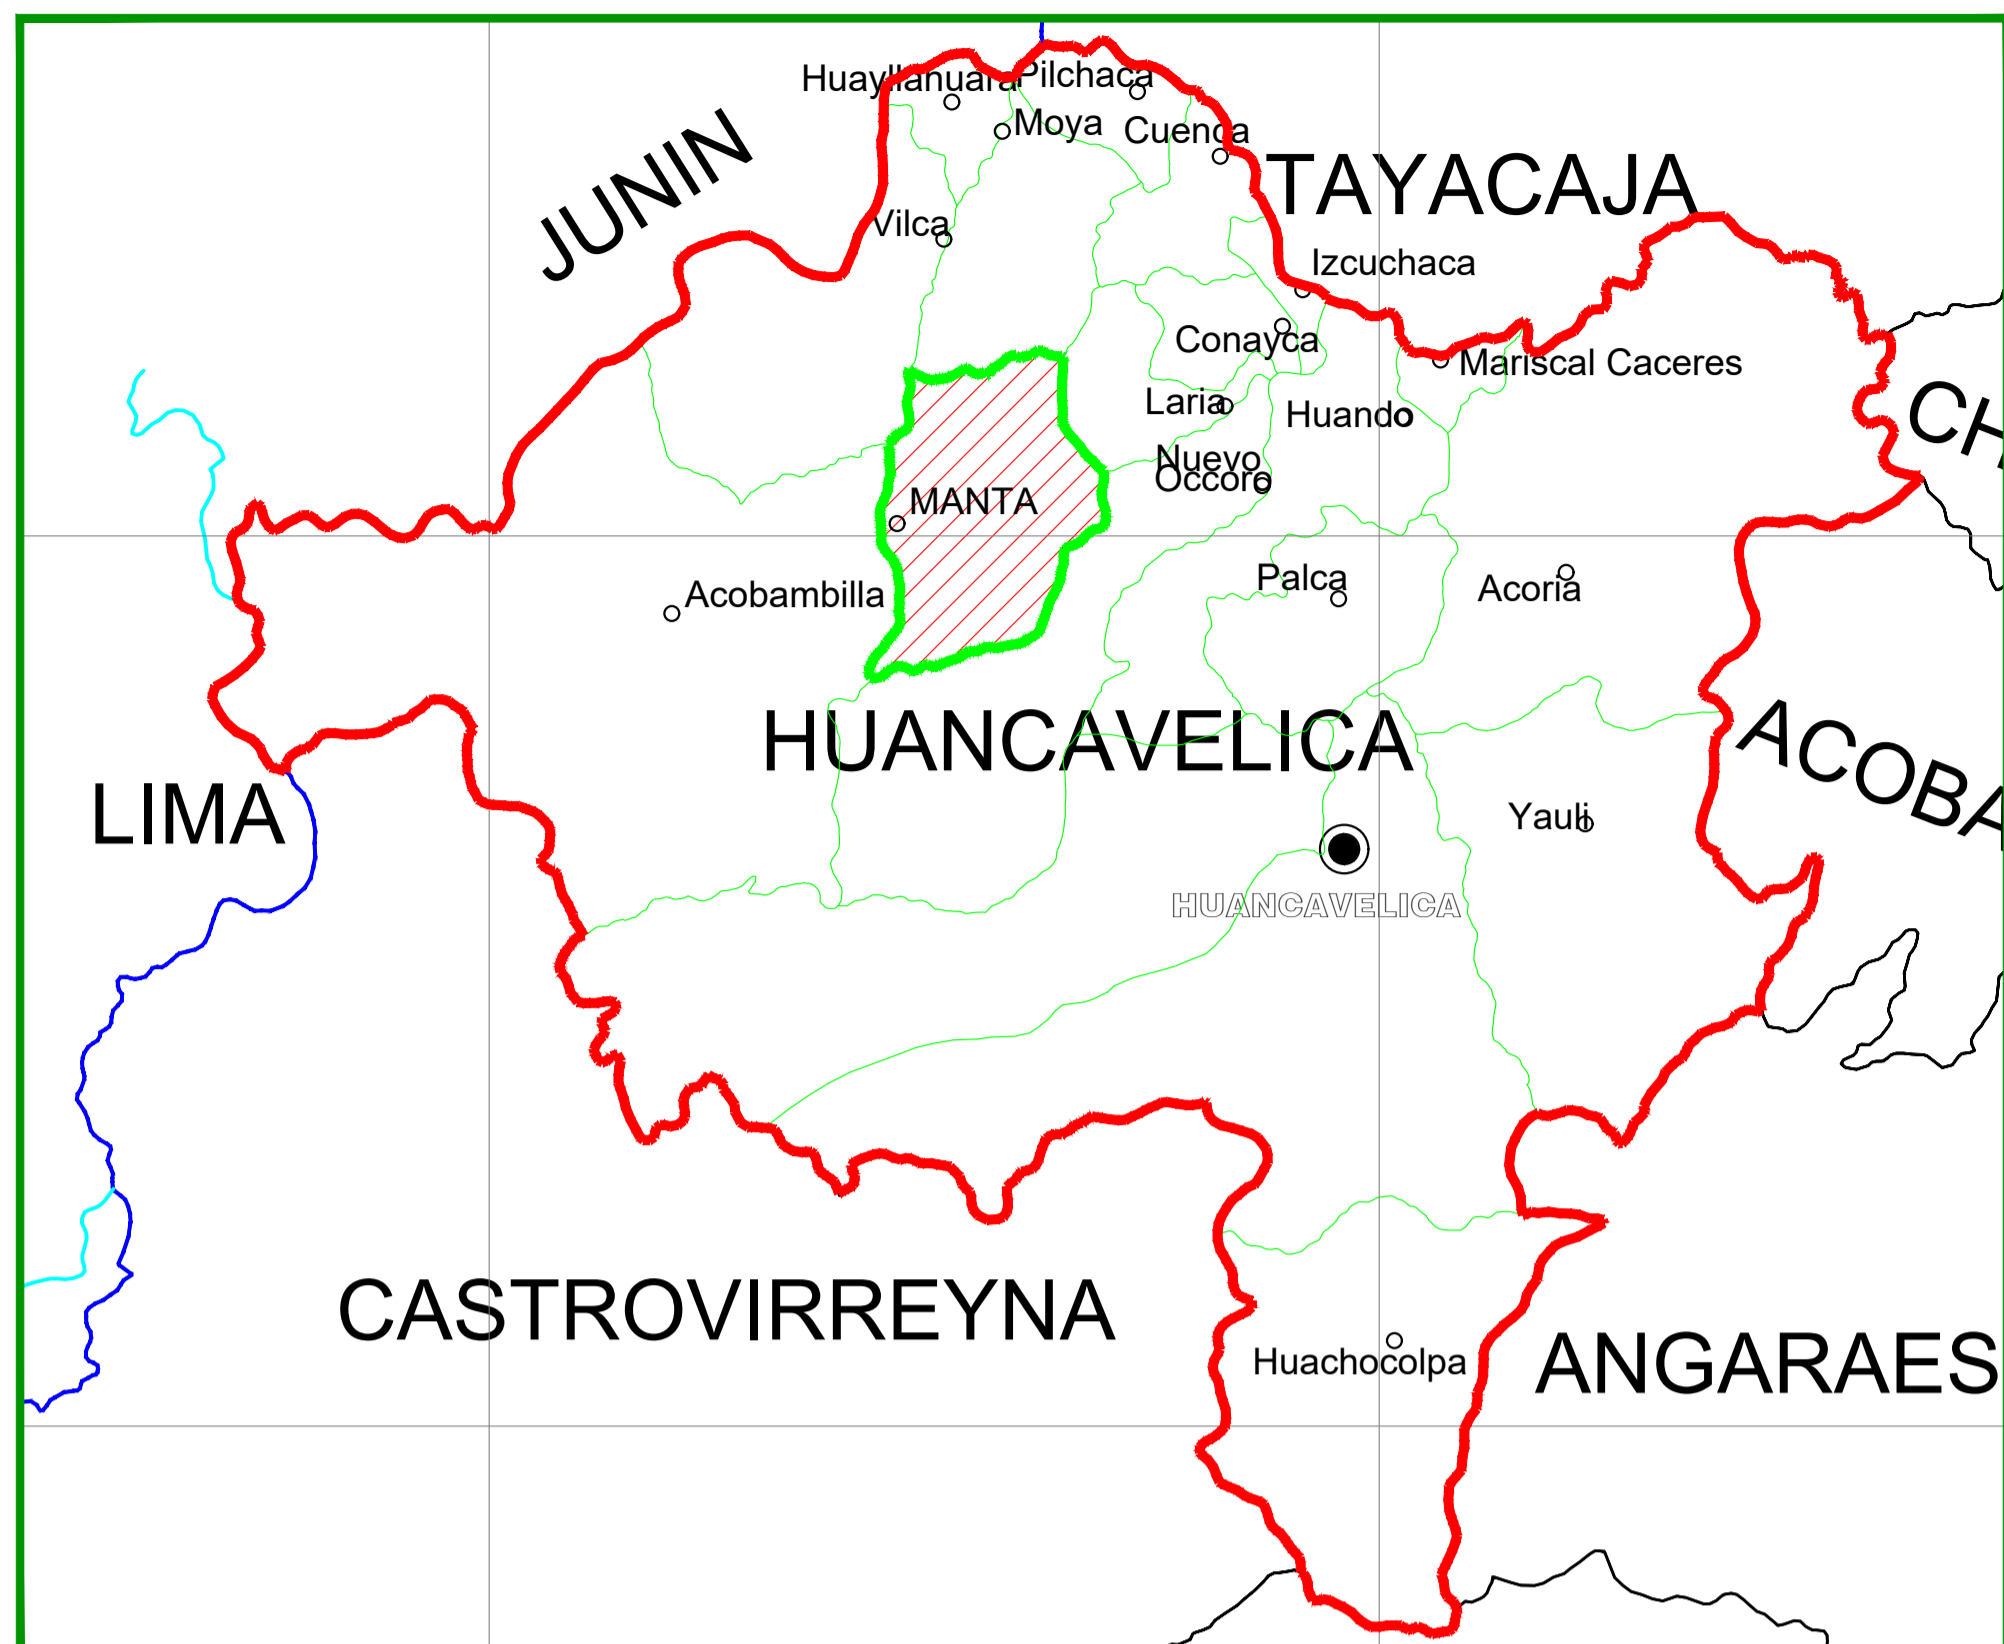 Huayllahuara
Pilchaca
Moya
Cuenca
JUNIN
TAYACAJA
Vilca
Izcuchaca
Conayca
Mariscal Caceres
Laria
Huando
CH
Nuevo
Occoro
MANTA
Palca
Acoria
Acobambilla
HUANCAVELICA
ACOBA
LIMA
Yauli
HUANCAVELICA
CASTROVIRREYNA
Huachocolpa
ANGARAES